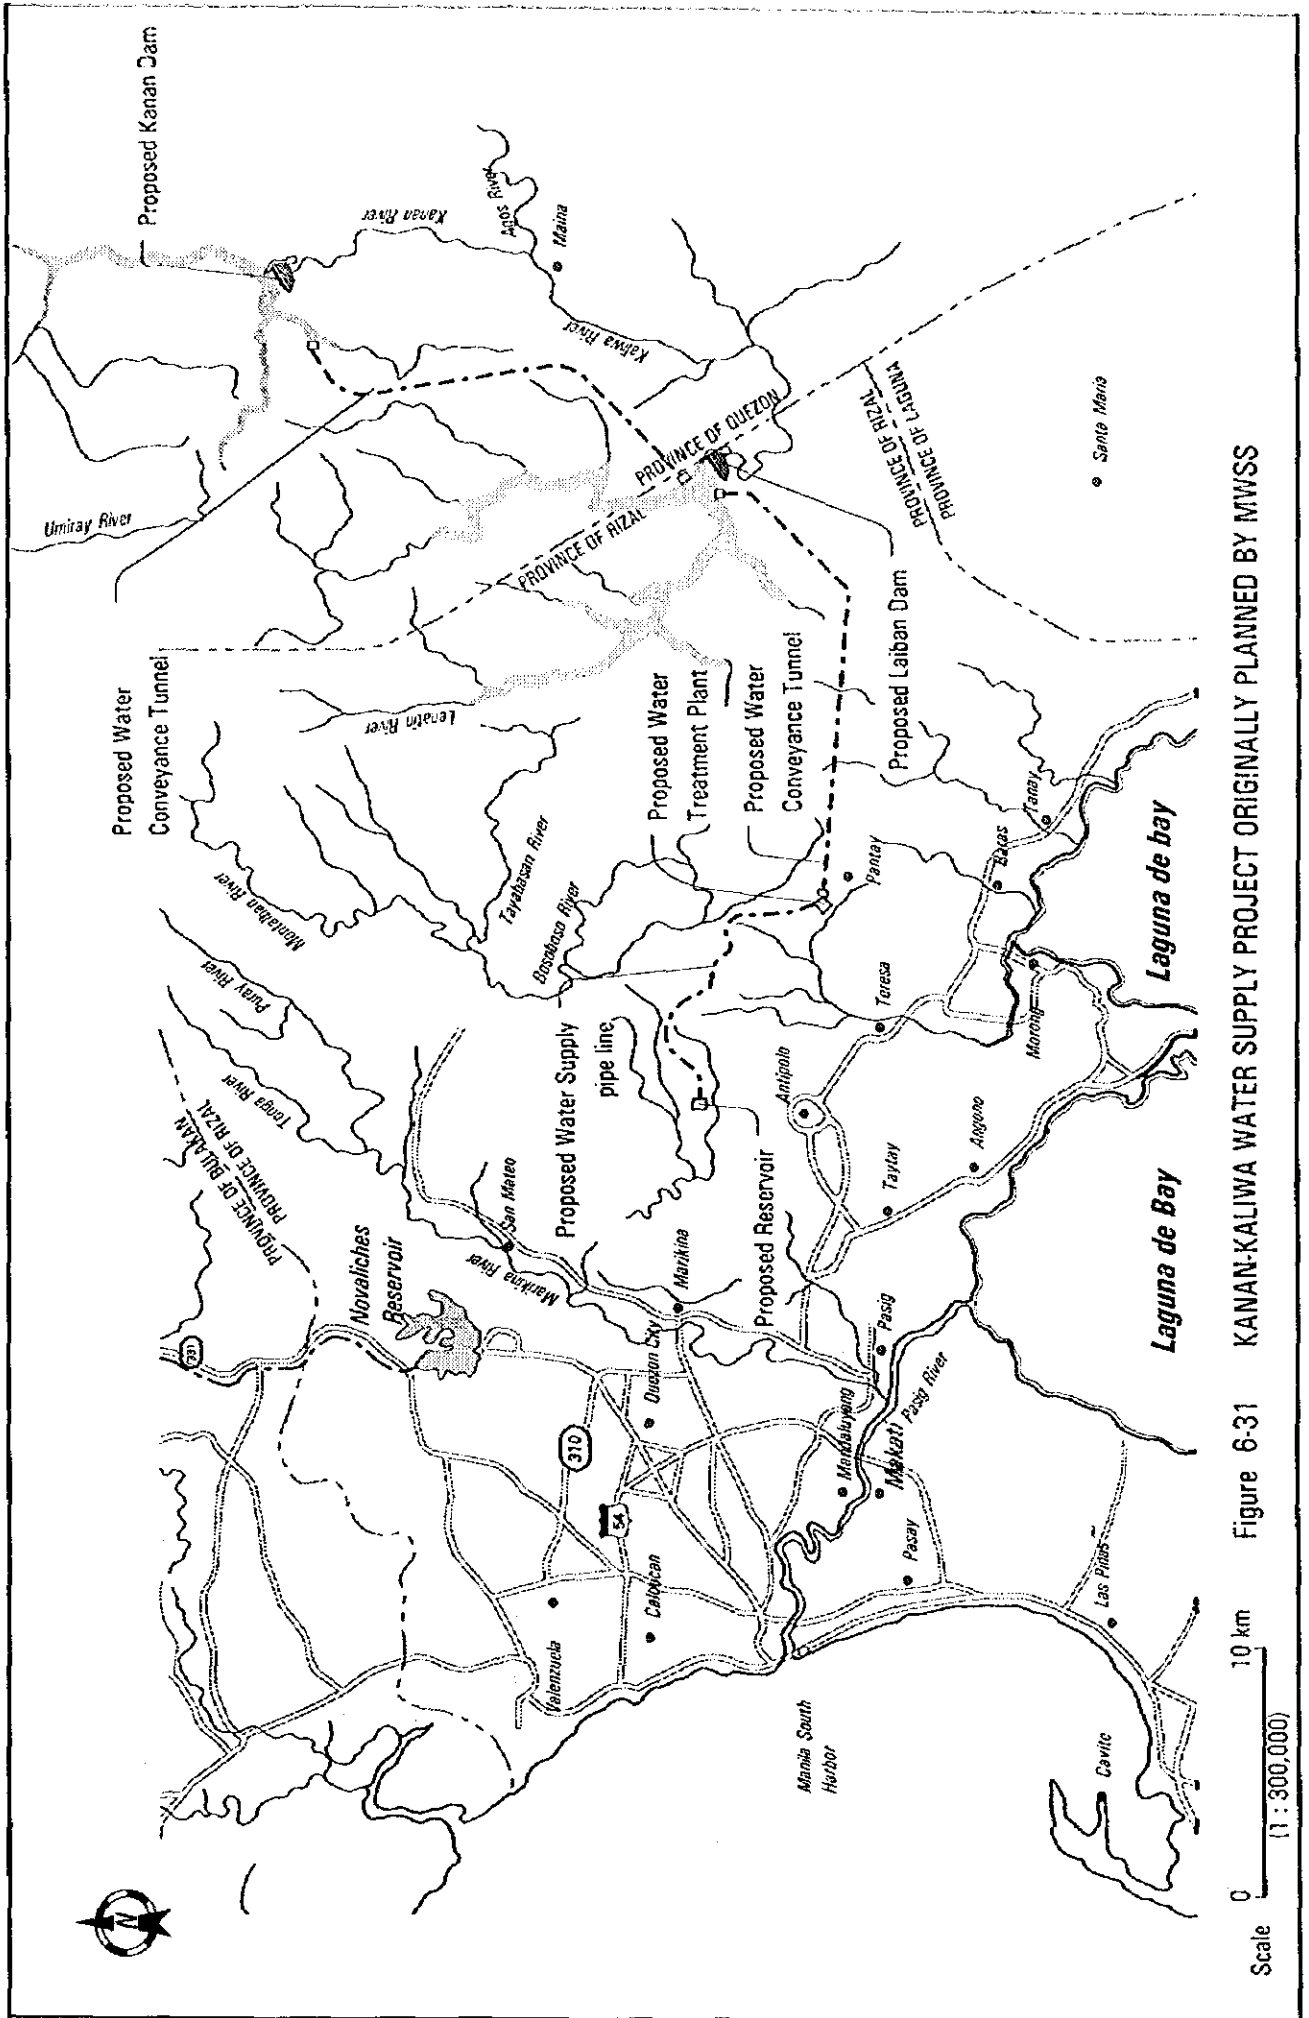 N
Proposed Kanan Dam
Proposed Water
Conveyance Tunnel
Umiray River
Kanan River
Agos River
Maina
Kaliwa River
PROVINCE OF QUEZON
PROVINCE OF RIZAL
PROVINCE OF RIZAL
PROVINCE OF LAGUNA
Santa Maria
Lenatin River
Montalban River
Tayabasan River
Bosoboso River
Puray River
Tonga River
PROVINCE OF BULAKAN
PROVINCE OF RIZAL
Proposed Water
Treatment Plant
Proposed Water
Conveyance Tunnel
Proposed Laiban Dam
Proposed Water Supply
pipe line
Proposed Reservoir
Pantay
Tanay
Baras
Teresa
Morong
Antipolo
Angono
Taytay
Laguna de bay
Laguna de Bay
San Mateo
Marikina River
Marikina
Novaliches
Reservoir
331
Pasig
Pasig River
Quezon City
310
54
Mandaluyong
Makati
Pasay
Caloocan
Valenzuela
Las Piñas
Manila South
Harbor
Cavite
Scale 0 10 km
(1 : 300,000)
Figure 6-31 KANAN-KALIWA WATER SUPPLY PROJECT ORIGINALLY PLANNED BY MWSS